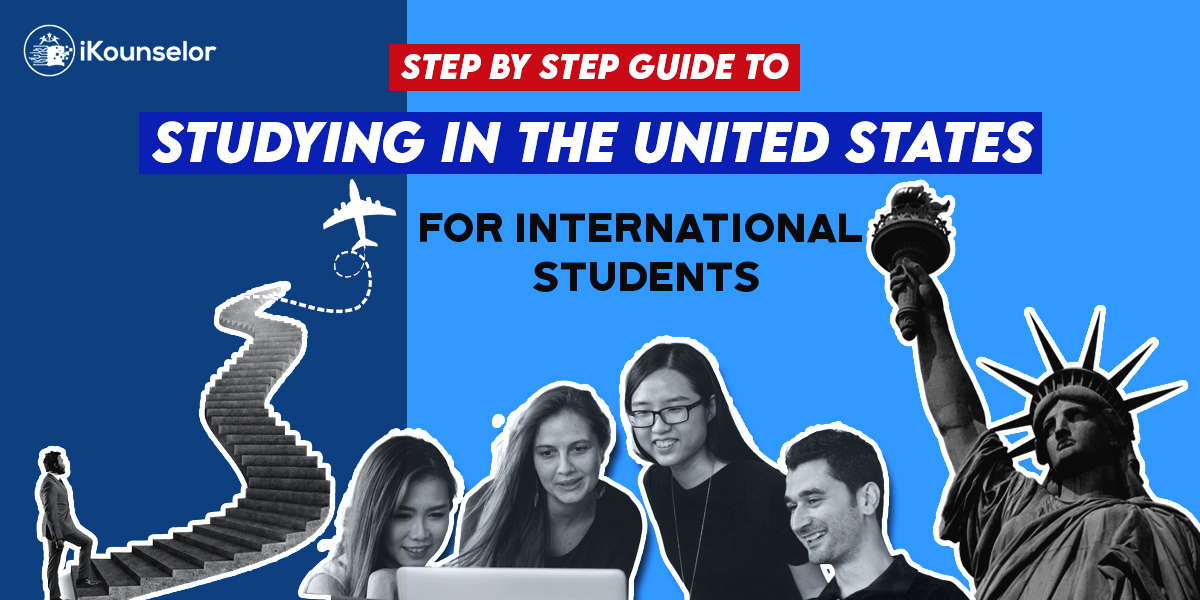 iKounselor
STEP BY STEP GUIDE TO
STUDYING IN THE UNITED STATES
FOR INTERNATIONAL
STUDENTS